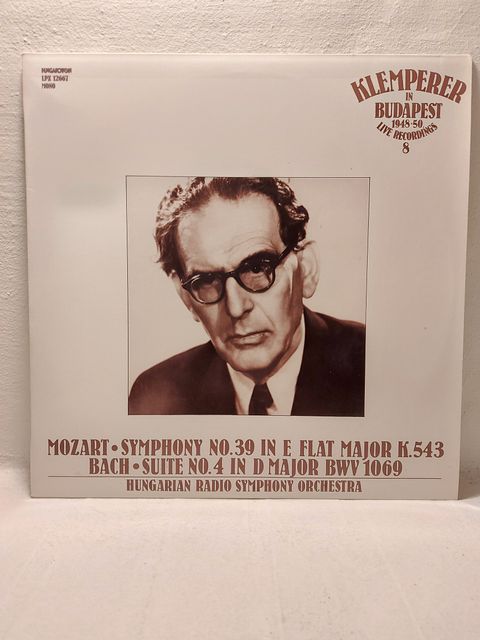 HUNGAROTON
LPX 12667
MONO
KLEMPERER
IN
BUDAPEST
1948-50
LIVE RECORDINGS
8
MOZART • SYMPHONY NO.39 IN E FLAT MAJOR K.543
BACH • SUITE NO.4 IN D MAJOR BWV 1069
HUNGARIAN RADIO SYMPHONY ORCHESTRA